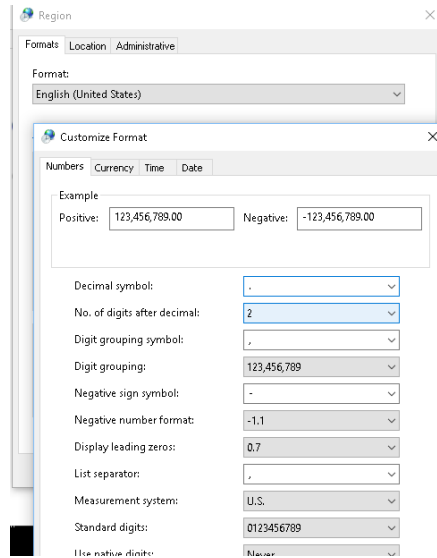 Region
Formats Location Administrative
Format:
English (United States)
Customize Format
Numbers Currency Time Date
Example
Positive: 123,456,789.00 Negative: -123,456,789.00
Decimal symbol: .
No. of digits after decimal: 2
Digit grouping symbol: ,
Digit grouping: 123,456,789
Negative sign symbol: -
Negative number format: -1.1
Display leading zeros: 0.7
List separator: ,
Measurement system: U.S.
Standard digits: 0123456789
Use native digits: Never